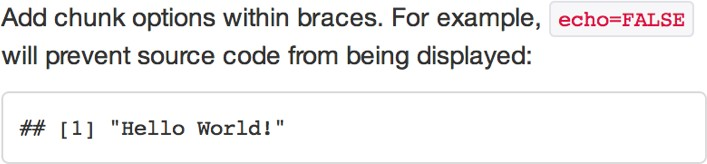 Add chunk options within braces. For example, echo=FALSE
will prevent source code from being displayed:
## [1] "Hello World!"